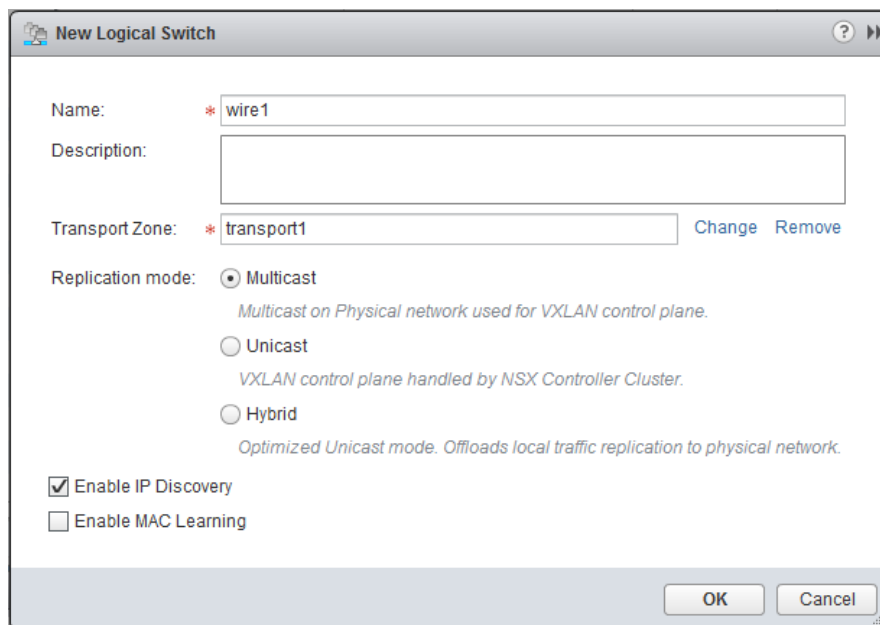 New Logical Switch ?
Name: * wire1
Description:
Transport Zone: * transport1 Change Remove
Replication mode: Multicast
Multicast on Physical network used for VXLAN control plane.
Unicast
VXLAN control plane handled by NSX Controller Cluster.
Hybrid
Optimized Unicast mode. Offloads local traffic replication to physical network.
Enable IP Discovery
Enable MAC Learning
OK Cancel